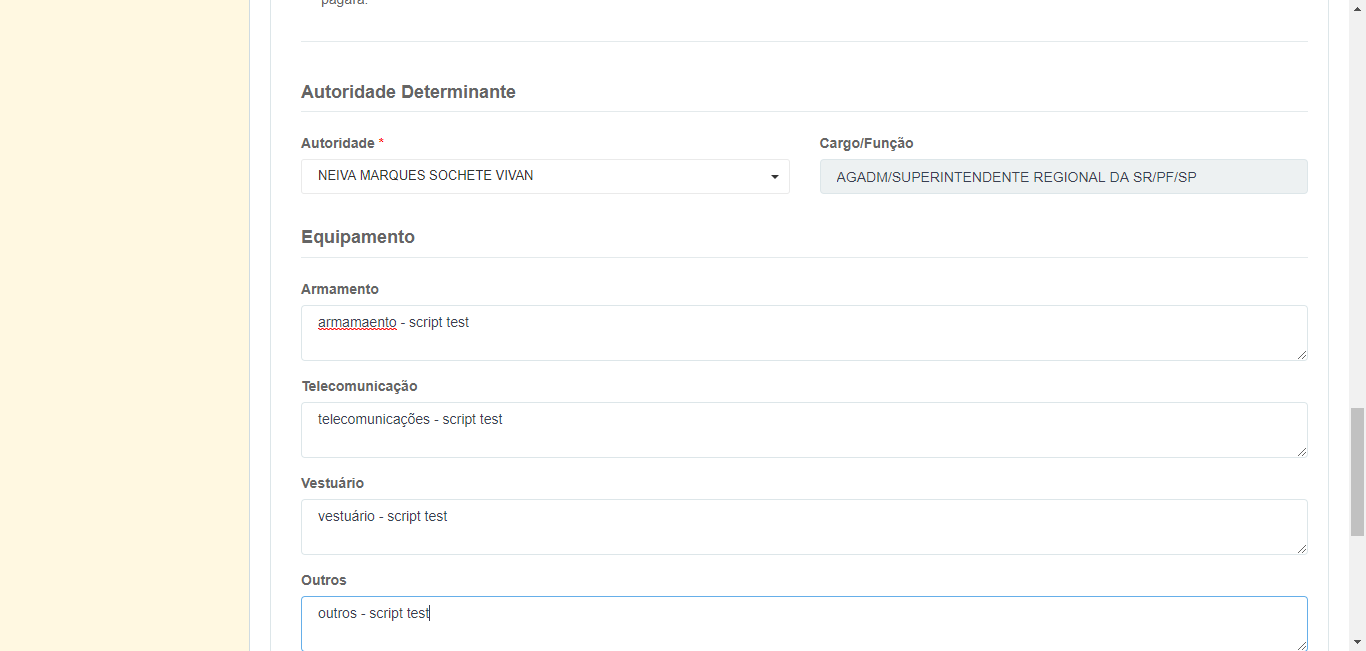 pagará.
Autoridade Determinante
Autoridade *
Cargo/Função
NEIVA MARQUES SOCHETE VIVAN
AGADM/SUPERINTENDENTE REGIONAL DA SR/PF/SP
Equipamento
Armamento
armamaento - script test
Telecomunicação
telecomunicações - script test
Vestuário
vestuário - script test
Outros
outros - script test